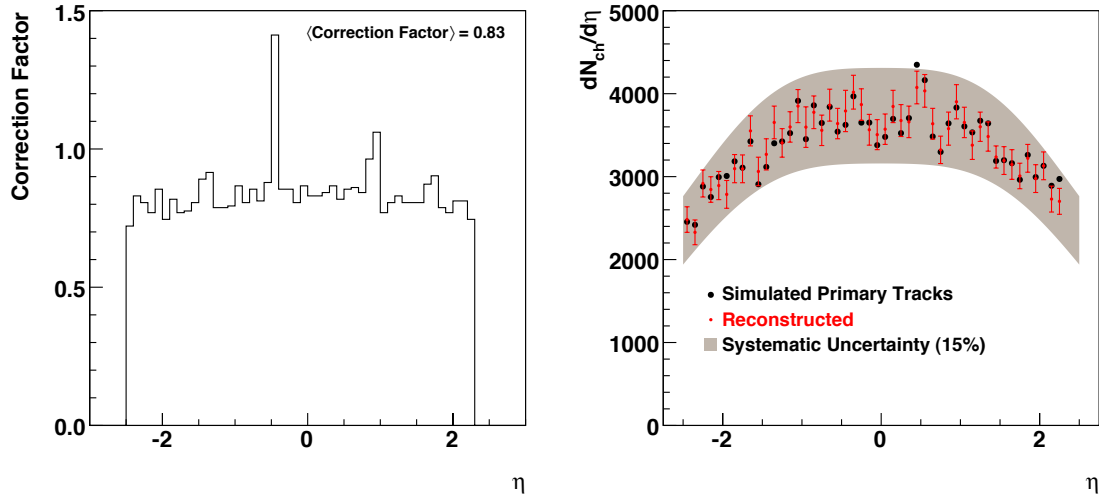 Correction Factor
1.5
1.0
0.5
0.0
⟨Correction Factor⟩ = 0.83
-2
0
2
η
dN_ch/dη
5000
4000
3000
2000
1000
0
Simulated Primary Tracks
Reconstructed
Systematic Uncertainty (15%)
-2
0
2
η